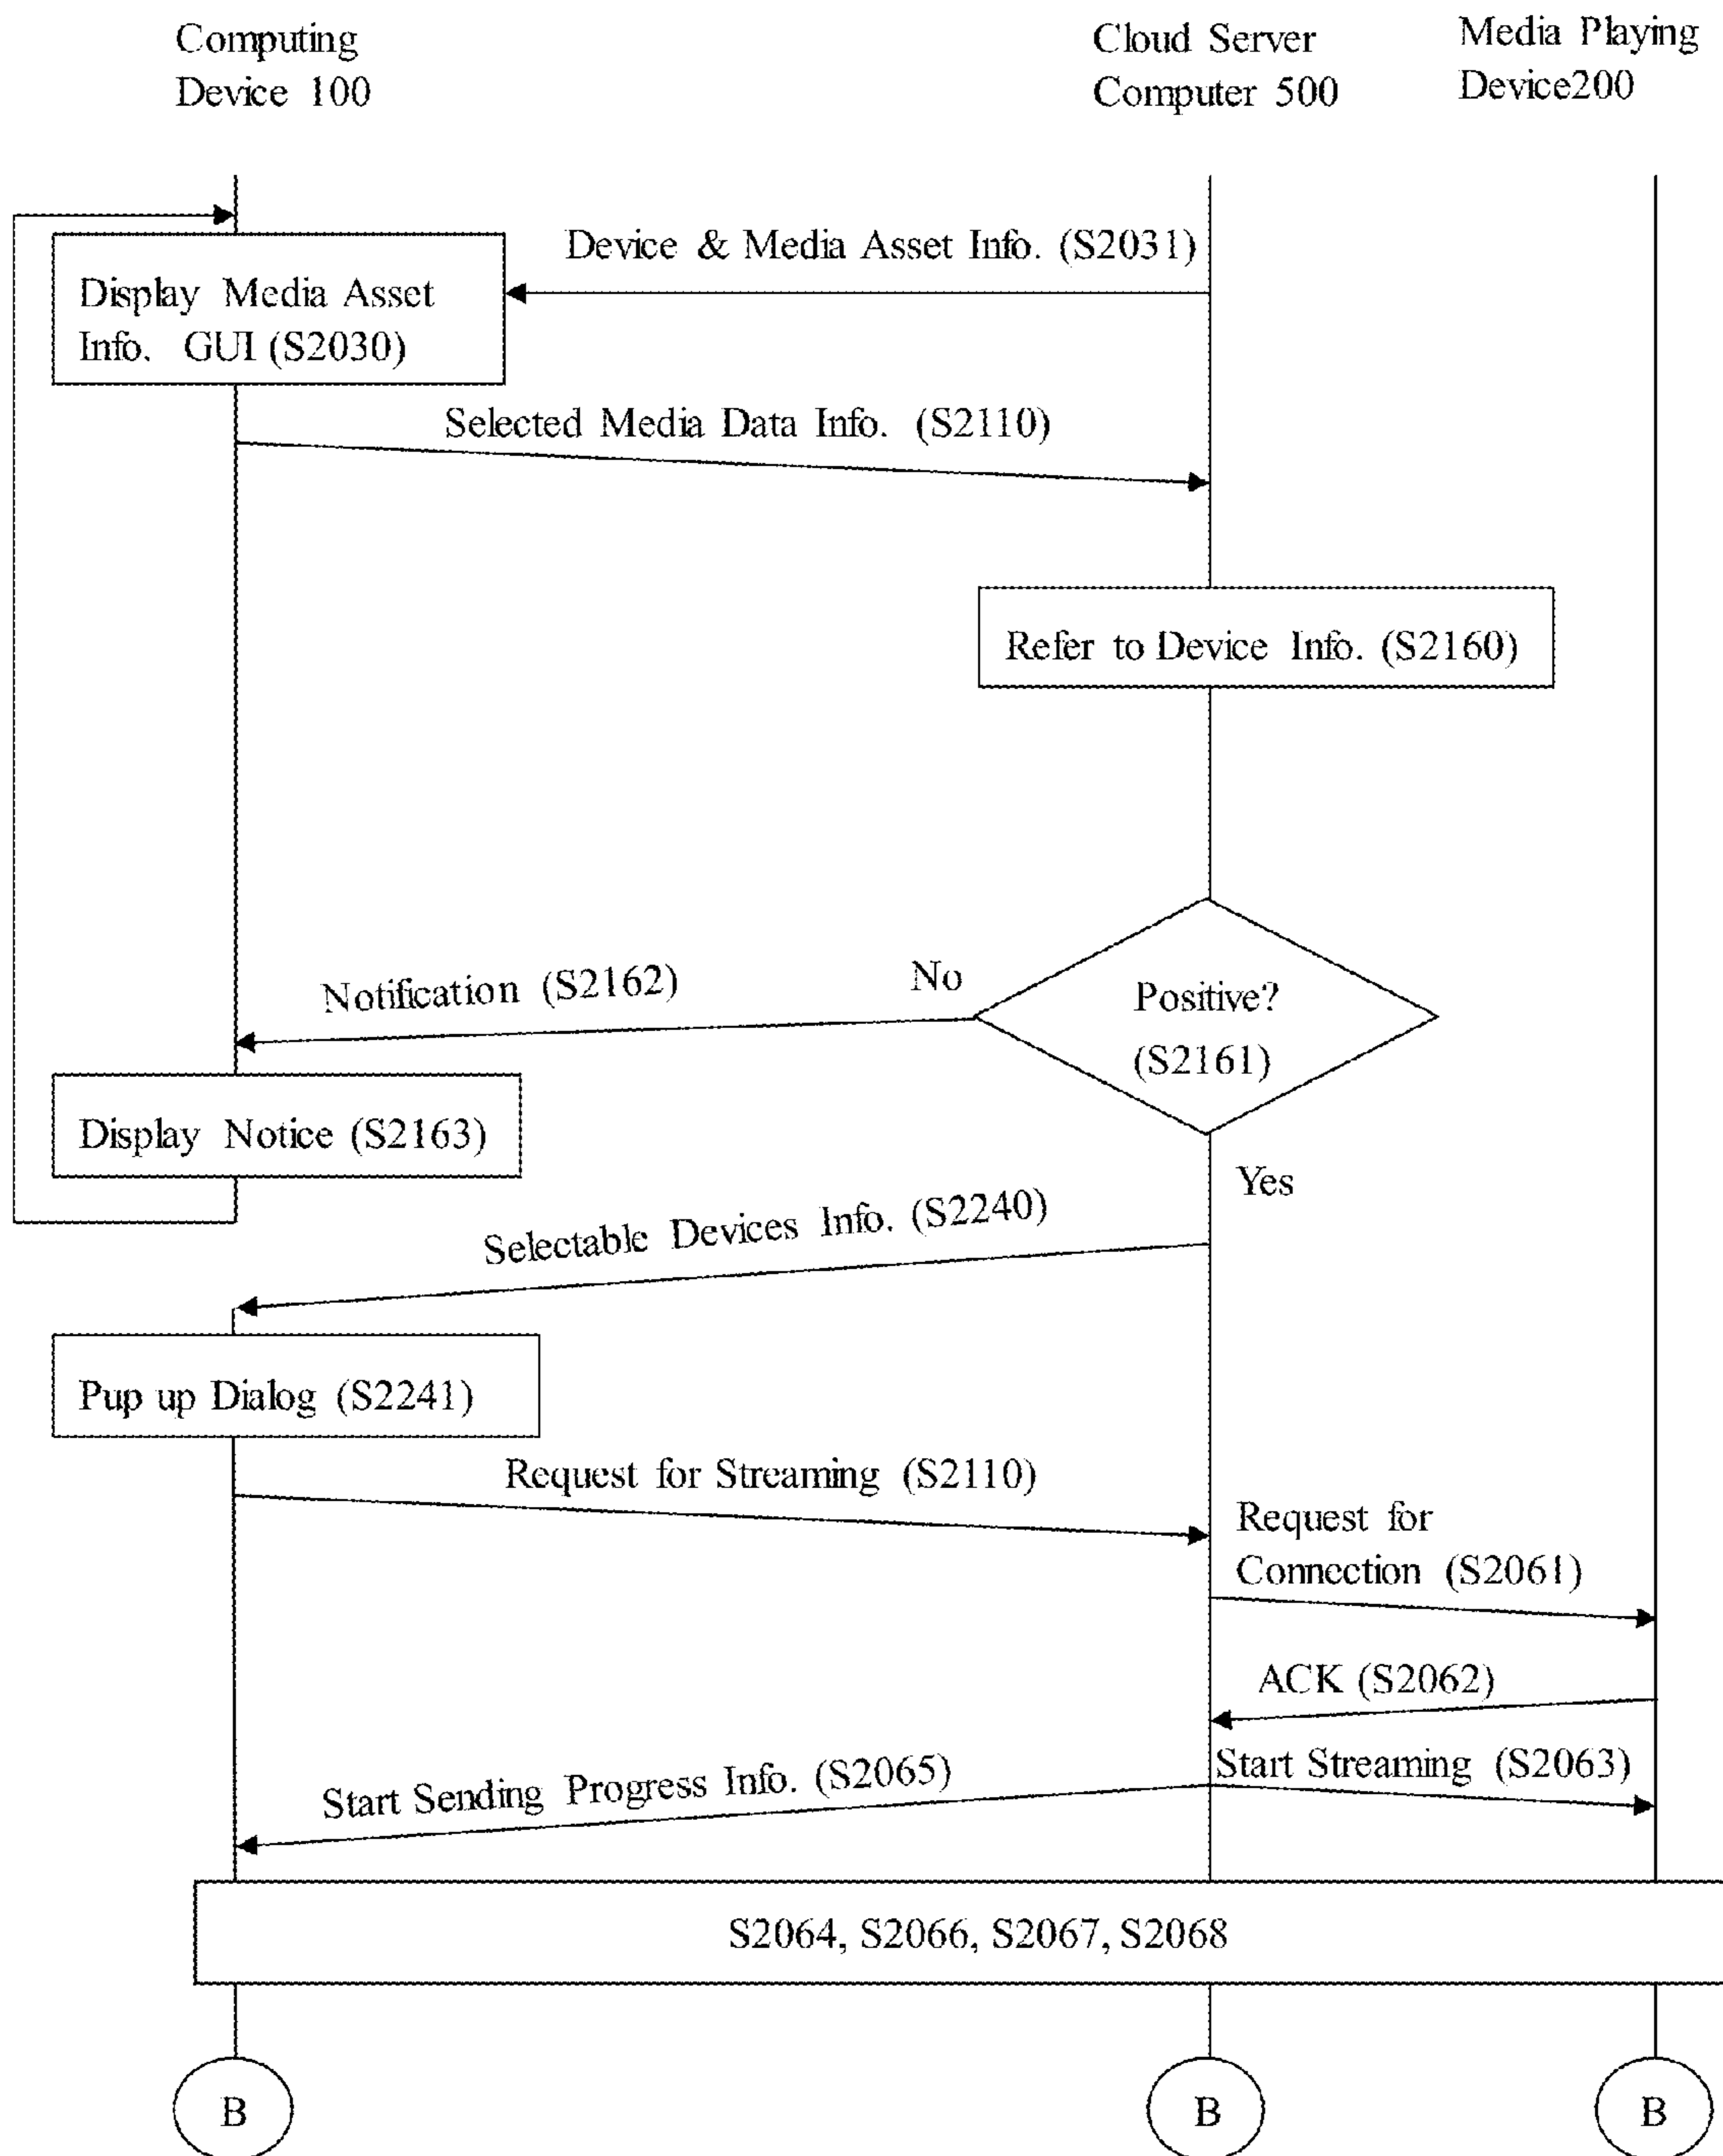 Computing
Device 100
Cloud Server
Computer 500
Media Playing
Device200
Device & Media Asset Info. (S2031)
Display Media Asset
Info. GUI (S2030)
Selected Media Data Info. (S2110)
Refer to Device Info. (S2160)
Notification (S2162)
No
Positive?
(S2161)
Display Notice (S2163)
Yes
Selectable Devices Info. (S2240)
Pup up Dialog (S2241)
Request for Streaming (S2110)
Request for
Connection (S2061)
ACK (S2062)
Start Streaming (S2063)
Start Sending Progress Info. (S2065)
S2064, S2066, S2067, S2068
B
B
B